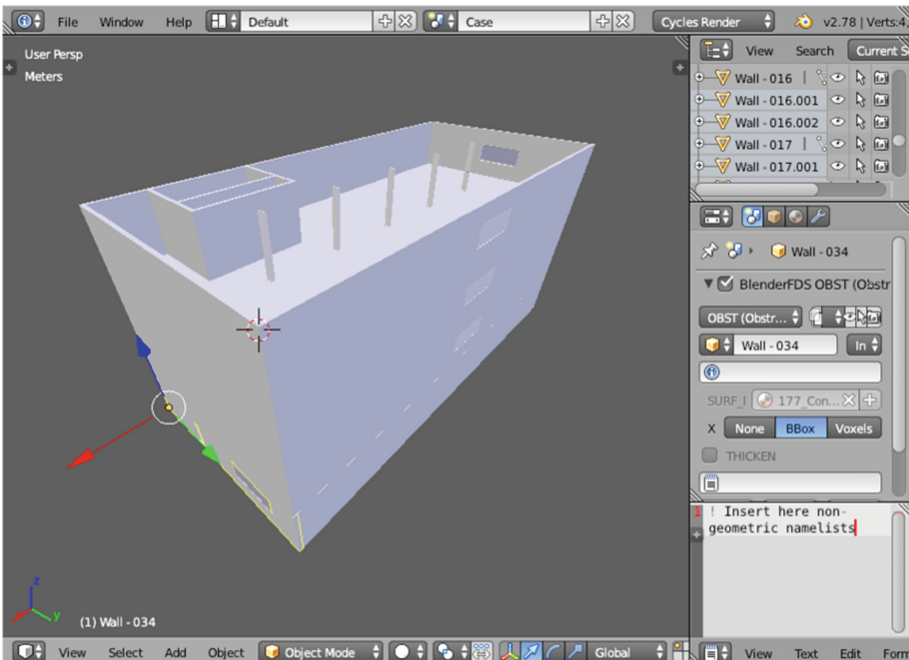 File Window Help Default Case Cycles Render v2.78 | Verts:4,
User Persp
Meters
View Search Current S
Wall - 016
Wall - 016.001
Wall - 016.002
Wall - 017
Wall - 017.001
Wall - 034
BlenderFDS OBST (Obstr
OBST (Obstr...
Wall - 034 In
SURF_I 177_Con...
X None BBox Voxels
THICKEN
1 ! Insert here non-
geometric namelists
z
x y
(1) Wall - 034
View Select Add Object Object Mode Global
View Text Edit Form